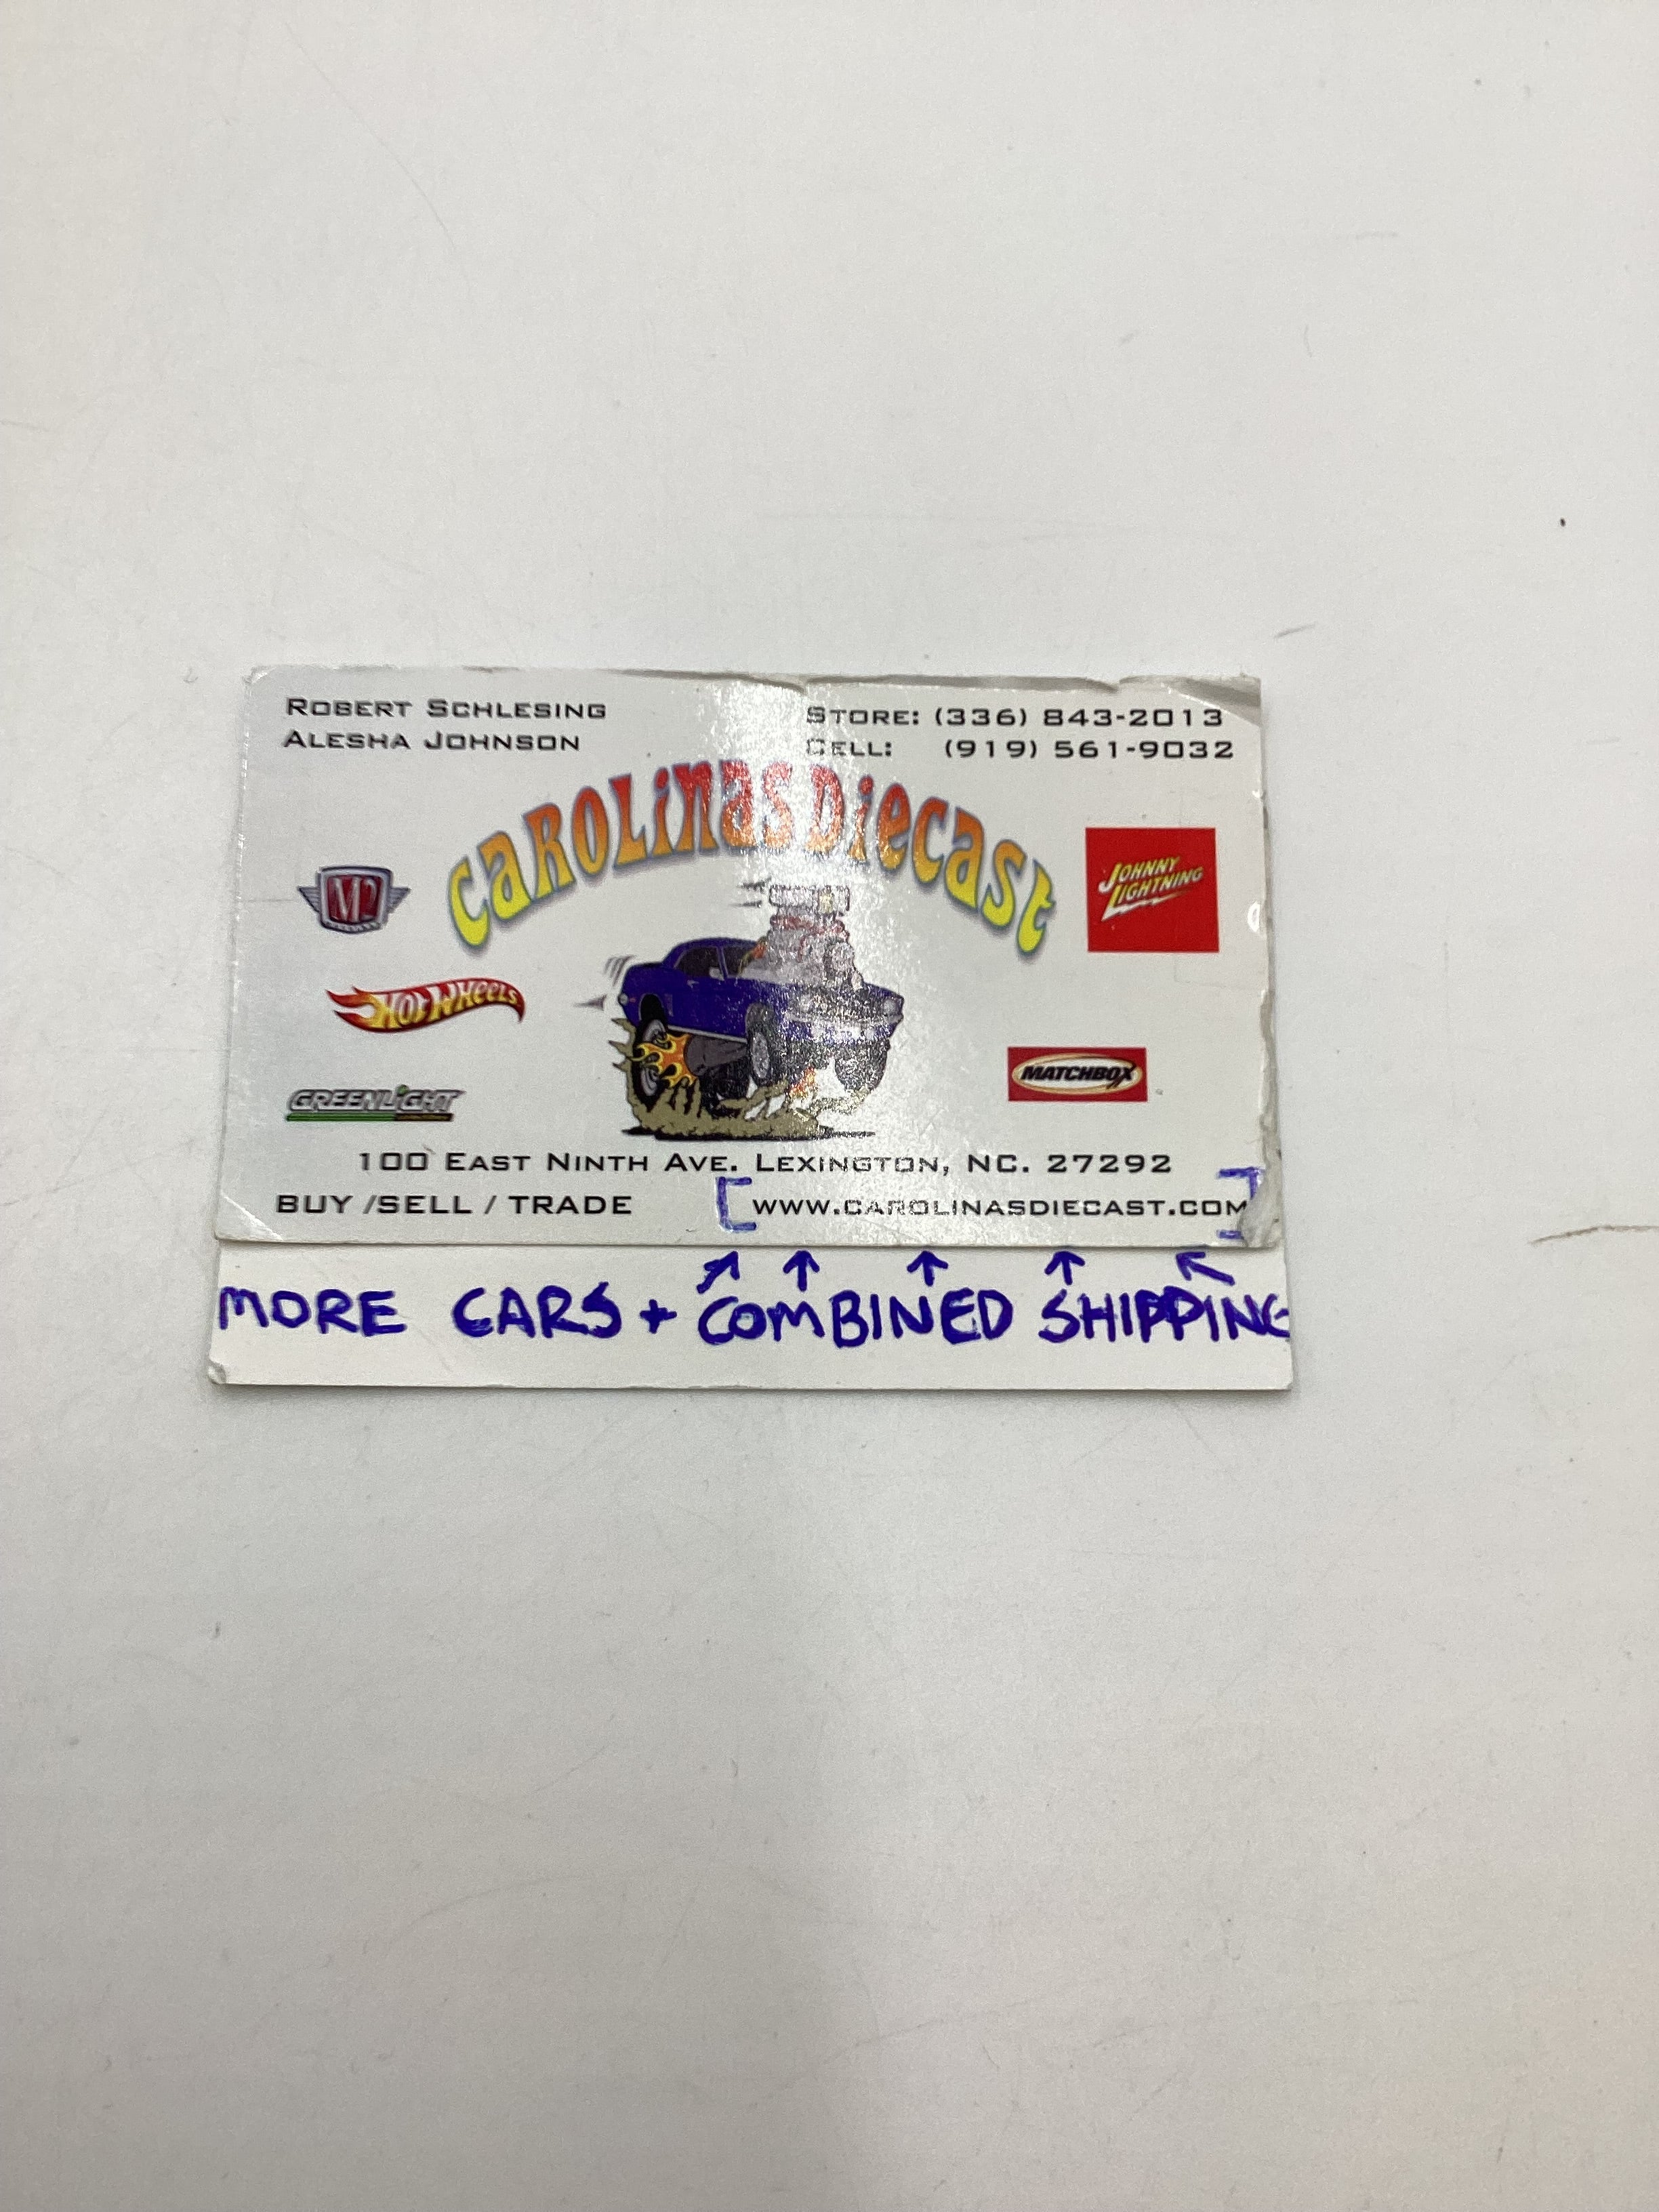 ROBERT SCHLESING
ALESHA JOHNSON
STORE: (336) 843-2013
CELL: (919) 561-9032
CAROLINAS DIECAST
M2
JOHNNY LIGHTNING
HOT WHEELS
GREENLIGHT
MATCHBOX
100 EAST NINTH AVE. LEXINGTON, NC. 27292
BUY /SELL / TRADE
[WWW.CAROLINASDIECAST.COM]
MORE CARS + COMBINED SHIPPING